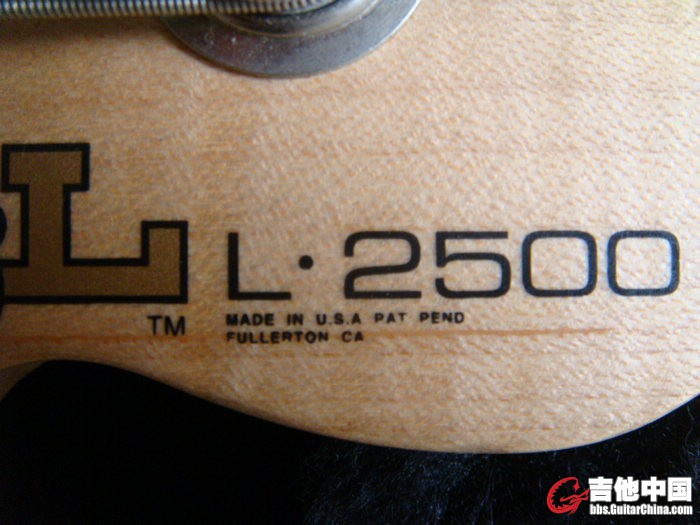 L
TM
L·2500
MADE IN U.S.A PAT PEND
FULLERTON CA
吉他中国
bbs.GuitarChina.com